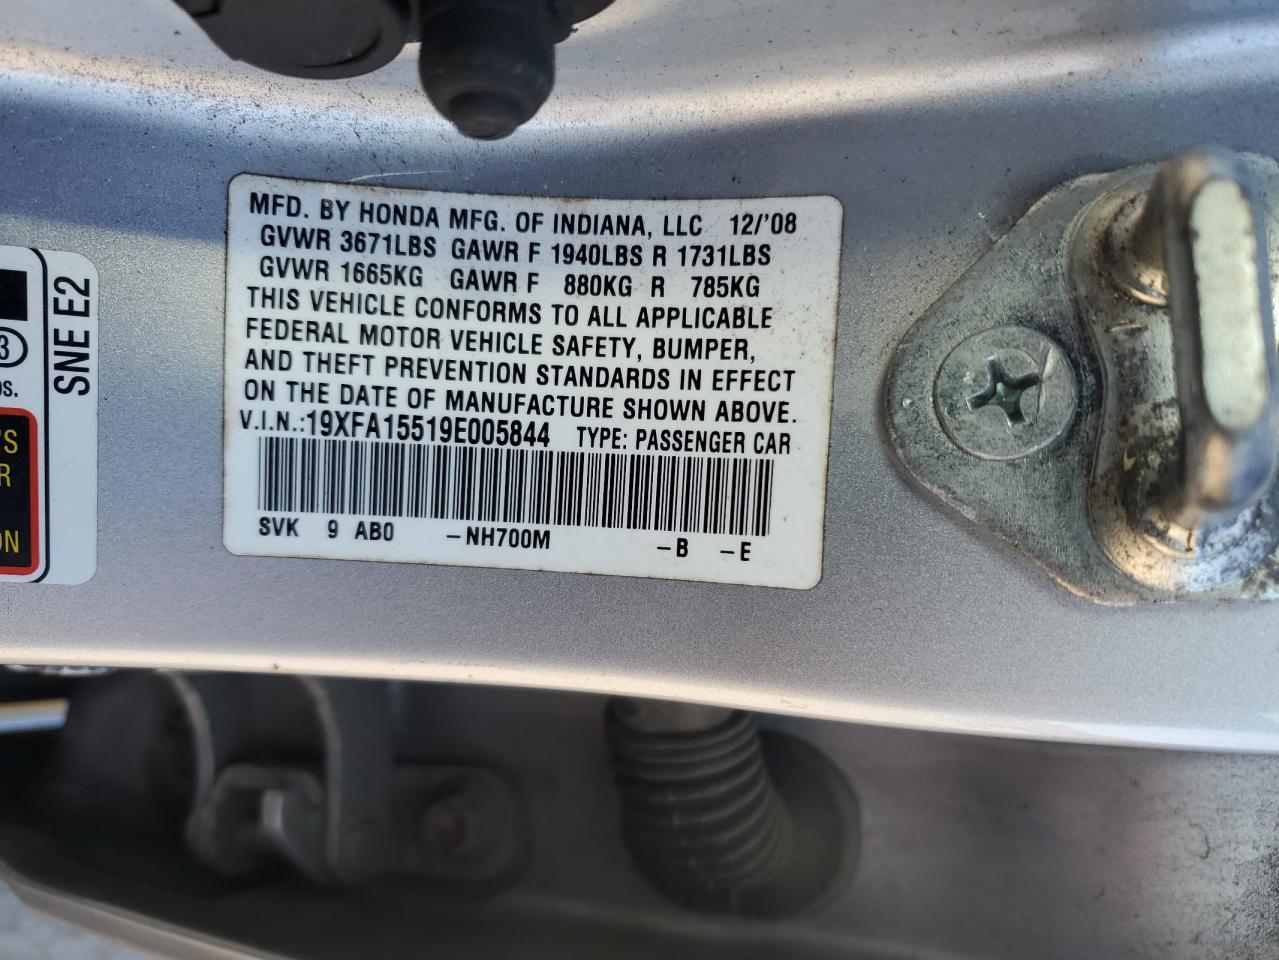 MFD. BY HONDA MFG. OF INDIANA, LLC 12/'08
GVWR 3671LBS GAWR F 1940LBS R 1731LBS
GVWR 1665KG GAWR F 880KG R 785KG
THIS VEHICLE CONFORMS TO ALL APPLICABLE
FEDERAL MOTOR VEHICLE SAFETY, BUMPER,
AND THEFT PREVENTION STANDARDS IN EFFECT
ON THE DATE OF MANUFACTURE SHOWN ABOVE.
V.I.N.:19XFA15519E005844 TYPE: PASSENGER CAR
SVK 9 AB0 -NH700M -B -E
SNE E2
3